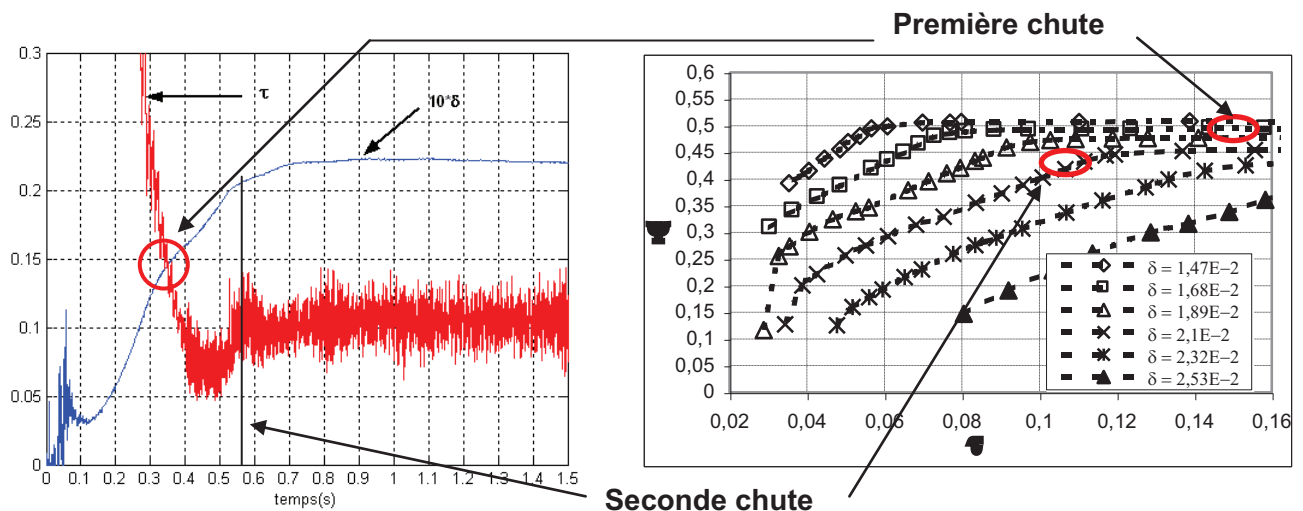 Première chute
0.3
0.25
0.2
0.15
0.1
0.05
0
τ
10*δ
0 0.1 0.2 0.3 0.4 0.5 0.6 0.7 0.8 0.9 1 1.1 1.2 1.3 1.4 1.5
temps(s)
0,6
0,55
0,5
0,45
0,4
0,35
0,3
0,25
0,2
0,15
0,1
0,05
0
0,02 0,04 0,06 0,08 0,1 0,12 0,14 0,16
δ = 1,47E–2
δ = 1,68E–2
δ = 1,89E–2
δ = 2,1E–2
δ = 2,32E–2
δ = 2,53E–2
Seconde chute